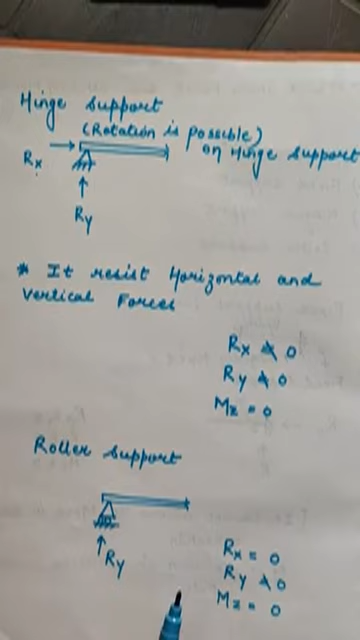 Hinge support
(Rotation is possible)
on Hinge support
Rx
Ry
* It resist Horizontal and
Vertical Forces
Rx ≠ 0
Ry ≠ 0
Mz = 0
Roller support
Ry
Rx = 0
Ry ≠ 0
Mz = 0